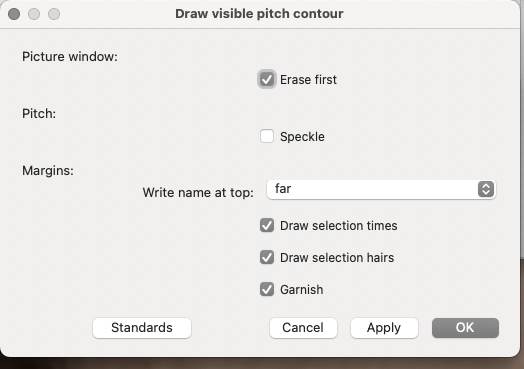 Draw visible pitch contour
Picture window:
Erase first
Pitch:
Speckle
Margins:
Write name at top: far
Draw selection times
Draw selection hairs
Garnish
Standards Cancel Apply OK